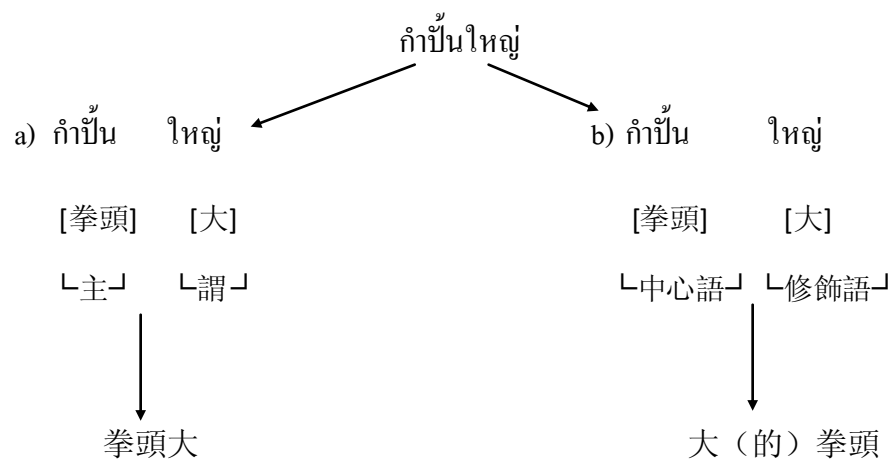 กำปั้นใหญ่
a) กำปั้น ใหญ่ b) กำปั้น ใหญ่
[拳頭] [大] [拳頭] [大]
└主┘ └謂┘ └中心語┘ └修飾語┘
拳頭大 大（的）拳頭